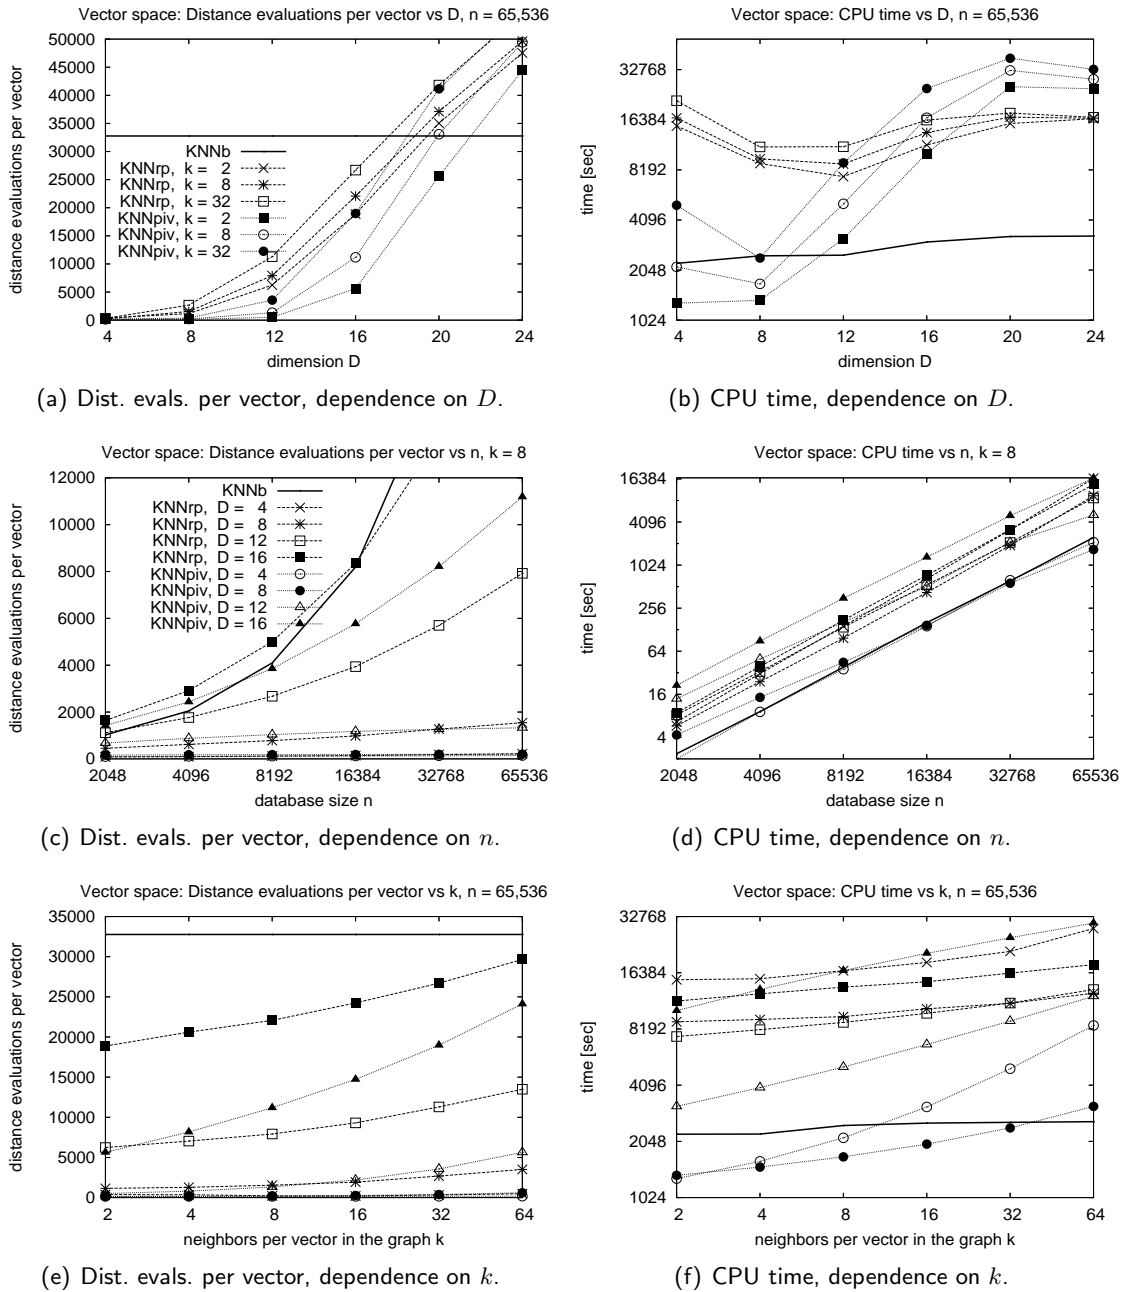 Vector space: Distance evaluations per vector vs D, n = 65,536
50000
45000
40000
35000
30000
25000
20000
15000
10000
5000
0
distance evaluations per vector
KNNb
KNNrp, k = 2
KNNrp, k = 8
KNNrp, k = 32
KNNpiv, k = 2
KNNpiv, k = 8
KNNpiv, k = 32
4 8 12 16 20 24
dimension D
(a) Dist. evals. per vector, dependence on D.
Vector space: CPU time vs D, n = 65,536
32768
16384
8192
4096
2048
1024
time [sec]
4 8 12 16 20 24
dimension D
(b) CPU time, dependence on D.
Vector space: Distance evaluations per vector vs n, k = 8
12000
10000
8000
6000
4000
2000
0
distance evaluations per vector
KNNb
KNNrp, D = 4
KNNrp, D = 8
KNNrp, D = 12
KNNrp, D = 16
KNNpiv, D = 4
KNNpiv, D = 8
KNNpiv, D = 12
KNNpiv, D = 16
2048 4096 8192 16384 32768 65536
database size n
(c) Dist. evals. per vector, dependence on n.
Vector space: CPU time vs n, k = 8
16384
4096
1024
256
64
16
4
time [sec]
2048 4096 8192 16384 32768 65536
database size n
(d) CPU time, dependence on n.
Vector space: Distance evaluations per vector vs k, n = 65,536
35000
30000
25000
20000
15000
10000
5000
0
distance evaluations per vector
2 4 8 16 32 64
neighbors per vector in the graph k
(e) Dist. evals. per vector, dependence on k.
Vector space: CPU time vs k, n = 65,536
32768
16384
8192
4096
2048
1024
time [sec]
2 4 8 16 32 64
neighbors per vector in the graph k
(f) CPU time, dependence on k.